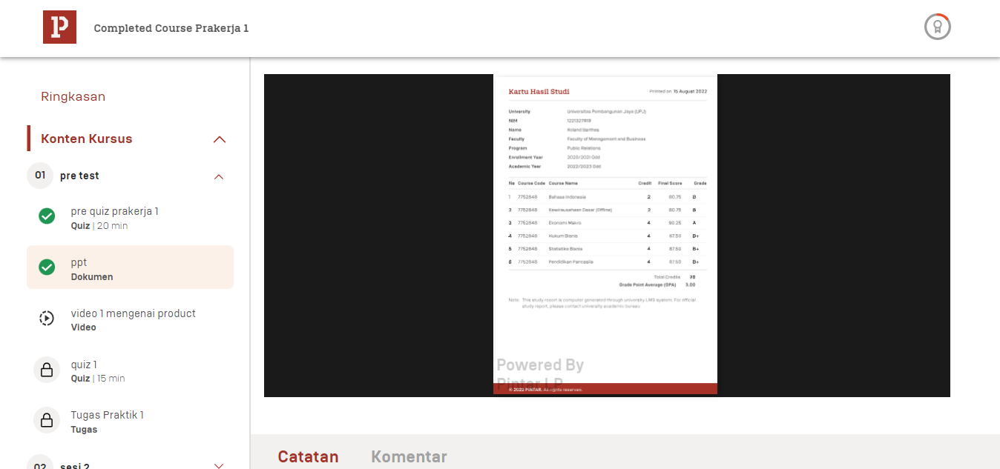 P
Completed Course Prakerja 1
Ringkasan
Konten Kursus
01 pre test
pre quiz prakerja 1
Quiz | 20 min
ppt
Dokumen
video 1 mengenai product
Video
quiz 1
Quiz | 15 min
Tugas Praktik 1
Tugas
02 sesi 2
Kartu Hasil Studi Printed on 15 August 2022
University Universitas Pembangunan Jaya (UPJ)
NIM 1221327819
Name Roland Barthes
Faculty Faculty of Management and Business
Program Public Relations
Enrollment Year 2020/2021 Odd
Academic Year 2022/2023 Odd
No Course Code Course Name Credit Final Score Grade
1 7752848 Bahasa Indonesia 2 80.75 B
2 7752848 Kewirausahaan Dasar (Offline) 2 80.75 B
3 7752848 Ekonomi Makro 4 90.25 A
4 7752848 Hukum Bisnis 4 87.50 B+
5 7752848 Statistika Bisnis 4 87.50 B+
6 7752848 Pendidikan Pancasila 4 87.50 B+
Total Credits 20
Grade Point Average (GPA) 3.00
Note: This study report is computer generated through university LMS system. For official
study report, please contact university academic bureau
Powered By
Pintar LP
© 2022 PINTAR. All rights reserved.
Catatan Komentar